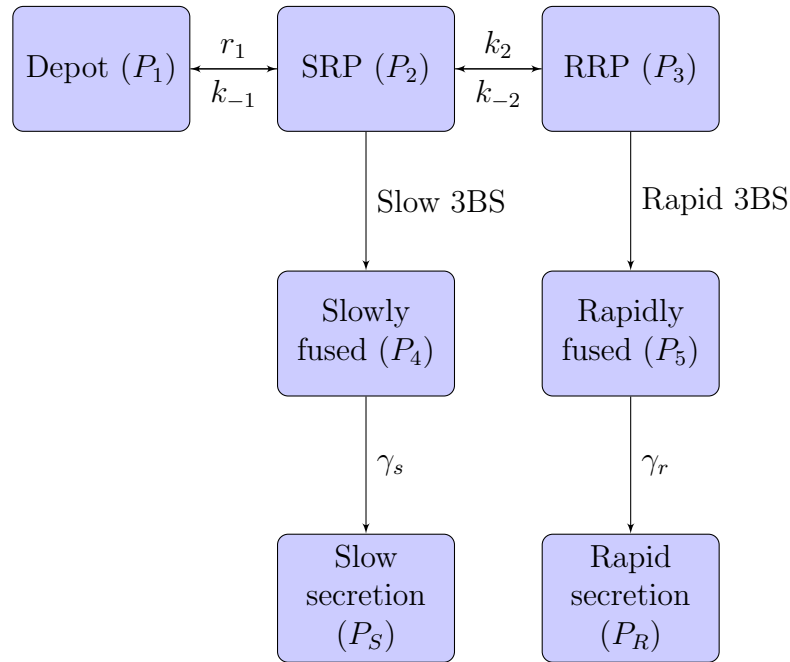 Depot (P₁)
r₁
k₋₁
SRP (P₂)
k₂
k₋₂
RRP (P₃)
Slow 3BS
Rapid 3BS
Slowly
fused (P₄)
Rapidly
fused (P₅)
γₛ
γᵣ
Slow
secretion
(P_S)
Rapid
secretion
(P_R)